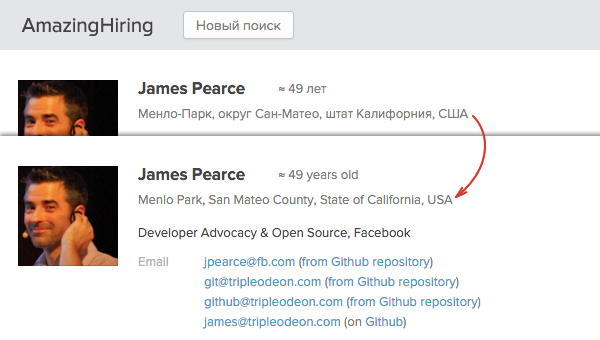 AmazingHiring Новый поиск
James Pearce ≈ 49 лет
Менло-Парк, округ Сан-Матео, штат Калифорния, США
James Pearce ≈ 49 years old
Menlo Park, San Mateo County, State of California, USA
Developer Advocacy & Open Source, Facebook
Email jpearce@fb.com (from Github repository)
git@tripleodeon.com (from Github repository)
github@tripleodeon.com (from Github repository)
james@tripleodeon.com (on Github)